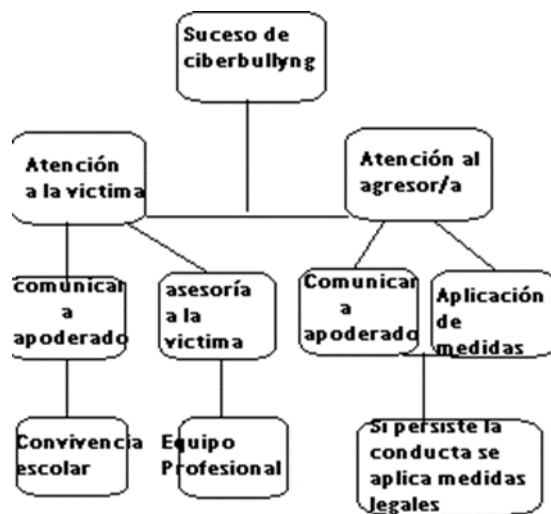 Suceso de
ciberbullyng
Atención
a la victima
Atención al
agresor/a
comunicar
a
apoderado
asesoría
a la
victima
Comunicar
a
apoderado
Aplicación
de
medidas
Convivencia
escolar
Equipo
Profesional
Si persiste la
conducta se
aplica medidas
legales